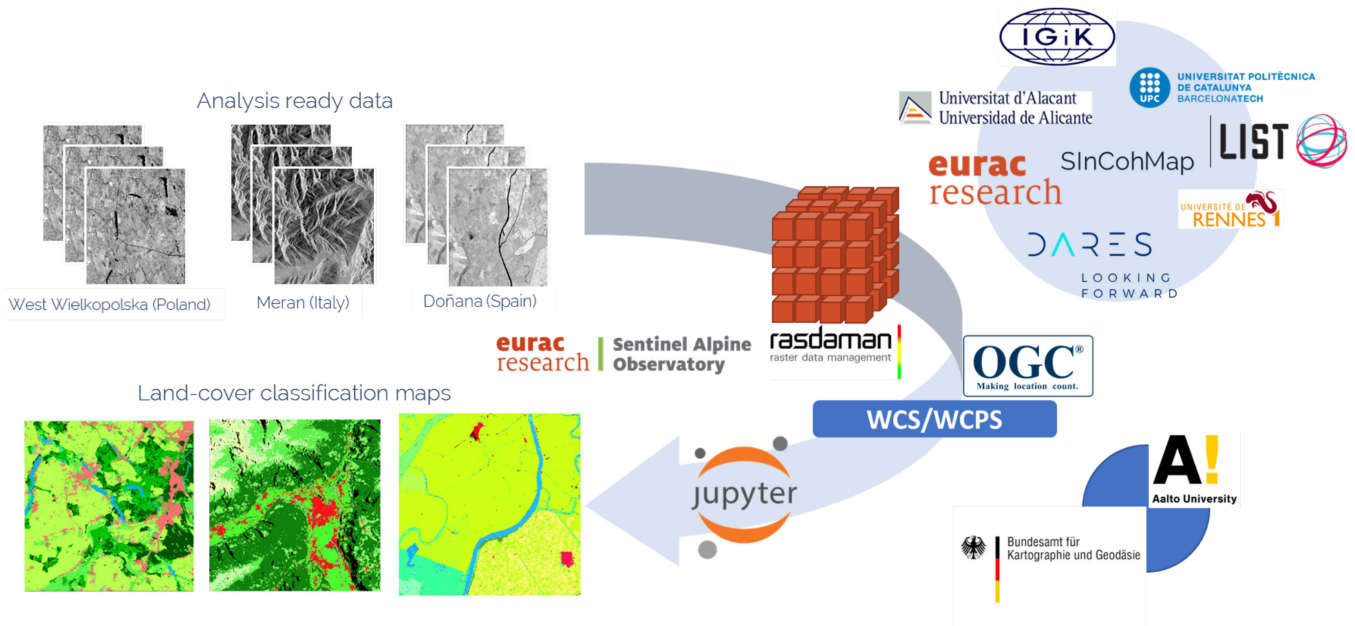 Analysis ready data
West Wielkopolska (Poland)
Meran (Italy)
Doñana (Spain)
eurac
research
Sentinel Alpine
Observatory
Land-cover classification maps
rasdaman
raster data management
OGC®
Making location count.
WCS/WCPS
jupyter
IGiK
Universitat d'Alacant
Universidad de Alicante
UPC
UNIVERSITAT POLITÈCNICA
DE CATALUNYA
BARCELONATECH
LIST
eurac
research
SInCohMap
UNIVERSITÉ DE
RENNES 1
DARES
LOOKING
FORWARD
A!
Aalto University
Bundesamt für
Kartographie und Geodäsie